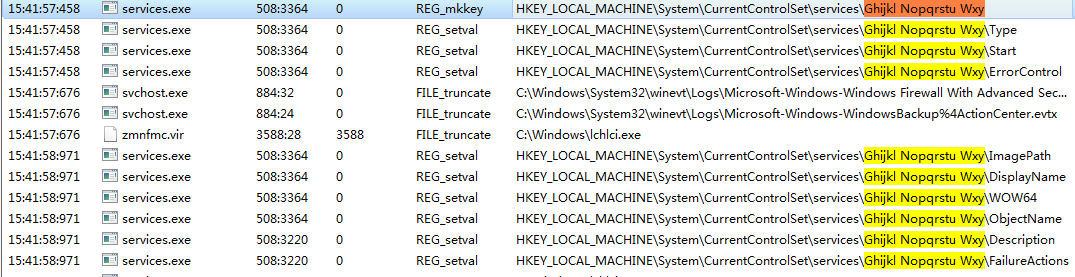 15:41:57:458 services.exe 508:3364 0 REG_mkkey HKEY_LOCAL_MACHINE\System\CurrentControlSet\services\Ghijkl Nopqrstu Wxy
15:41:57:458 services.exe 508:3364 0 REG_setval HKEY_LOCAL_MACHINE\System\CurrentControlSet\services\Ghijkl Nopqrstu Wxy\Type
15:41:57:458 services.exe 508:3364 0 REG_setval HKEY_LOCAL_MACHINE\System\CurrentControlSet\services\Ghijkl Nopqrstu Wxy\Start
15:41:57:458 services.exe 508:3364 0 REG_setval HKEY_LOCAL_MACHINE\System\CurrentControlSet\services\Ghijkl Nopqrstu Wxy\ErrorControl
15:41:57:676 svchost.exe 884:32 0 FILE_truncate C:\Windows\System32\winevt\Logs\Microsoft-Windows-Windows Firewall With Advanced Sec...
15:41:57:676 svchost.exe 884:24 0 FILE_truncate C:\Windows\System32\winevt\Logs\Microsoft-Windows-WindowsBackup%4ActionCenter.evtx
15:41:57:676 zmnfmc.vir 3588:28 3588 FILE_truncate C:\Windows\lchlci.exe
15:41:58:971 services.exe 508:3364 0 REG_setval HKEY_LOCAL_MACHINE\System\CurrentControlSet\services\Ghijkl Nopqrstu Wxy\ImagePath
15:41:58:971 services.exe 508:3364 0 REG_setval HKEY_LOCAL_MACHINE\System\CurrentControlSet\services\Ghijkl Nopqrstu Wxy\DisplayName
15:41:58:971 services.exe 508:3364 0 REG_setval HKEY_LOCAL_MACHINE\System\CurrentControlSet\services\Ghijkl Nopqrstu Wxy\WOW64
15:41:58:971 services.exe 508:3364 0 REG_setval HKEY_LOCAL_MACHINE\System\CurrentControlSet\services\Ghijkl Nopqrstu Wxy\ObjectName
15:41:58:971 services.exe 508:3220 0 REG_setval HKEY_LOCAL_MACHINE\System\CurrentControlSet\services\Ghijkl Nopqrstu Wxy\Description
15:41:58:971 services.exe 508:3220 0 REG_setval HKEY_LOCAL_MACHINE\System\CurrentControlSet\services\Ghijkl Nopqrstu Wxy\FailureActions